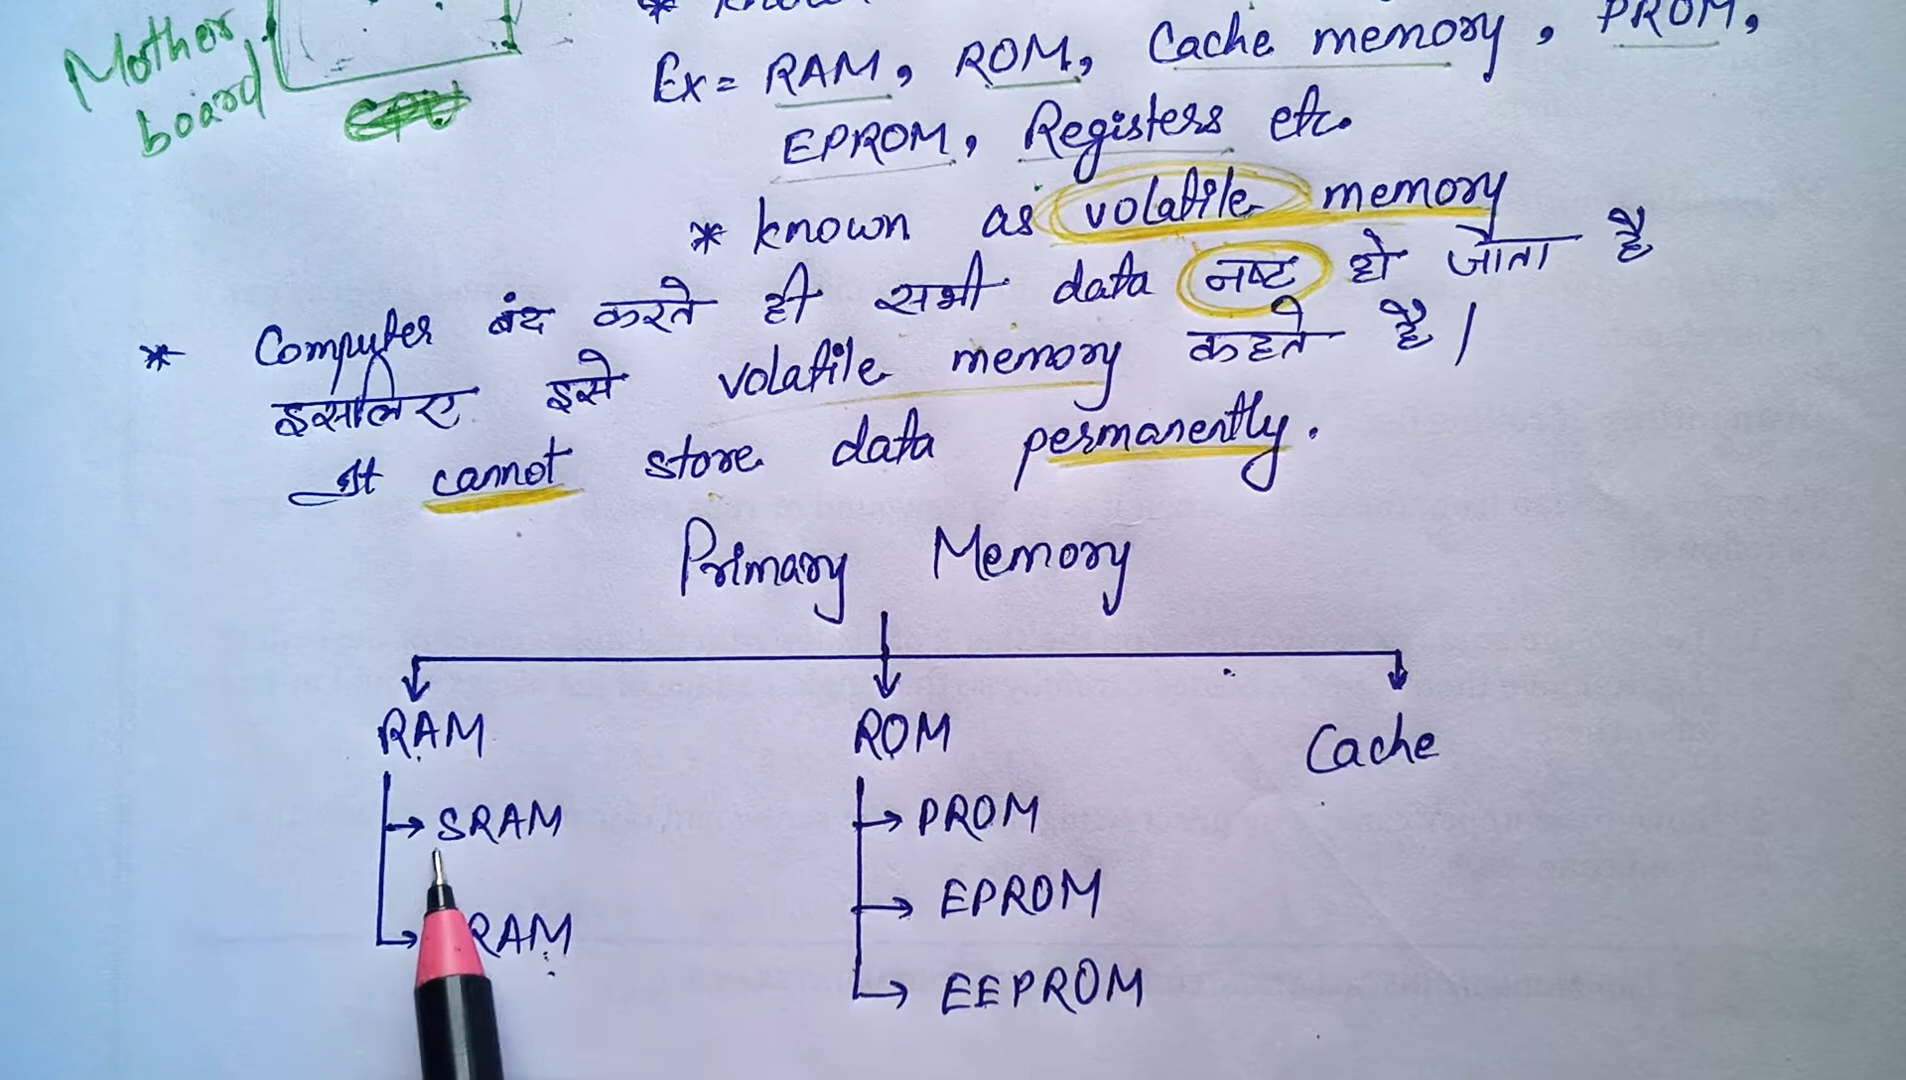 Mother
board
Ex = RAM, ROM, Cache memory, PROM,
EPROM, Registers etc.
* known as volatile memory
* Computer बंद करते ही सभी data नष्ट हो जाता है
इसलिए इसे volatile memory कहते है।
It cannot store data permanently.
Primary Memory
RAM ROM Cache
SRAM PROM
EPROM
RAM
EEPROM